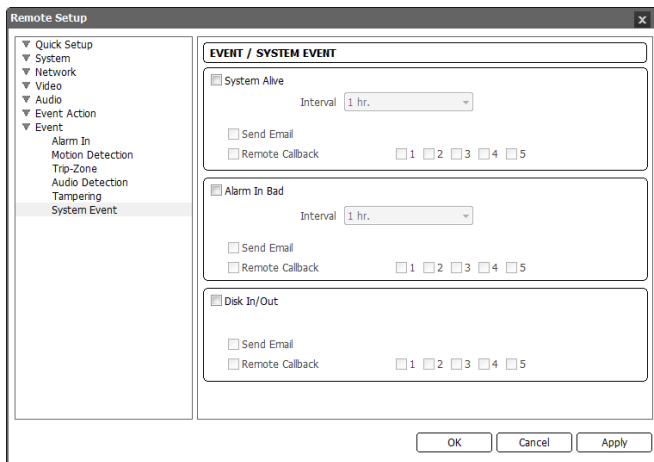 Remote Setup
x
Quick Setup
System
Network
Video
Audio
Event Action
Event
Alarm In
Motion Detection
Trip-Zone
Audio Detection
Tampering
System Event
EVENT / SYSTEM EVENT
System Alive
Interval 1 hr.
Send Email
Remote Callback 1 2 3 4 5
Alarm In Bad
Interval 1 hr.
Send Email
Remote Callback 1 2 3 4 5
Disk In/Out
Send Email
Remote Callback 1 2 3 4 5
OK Cancel Apply